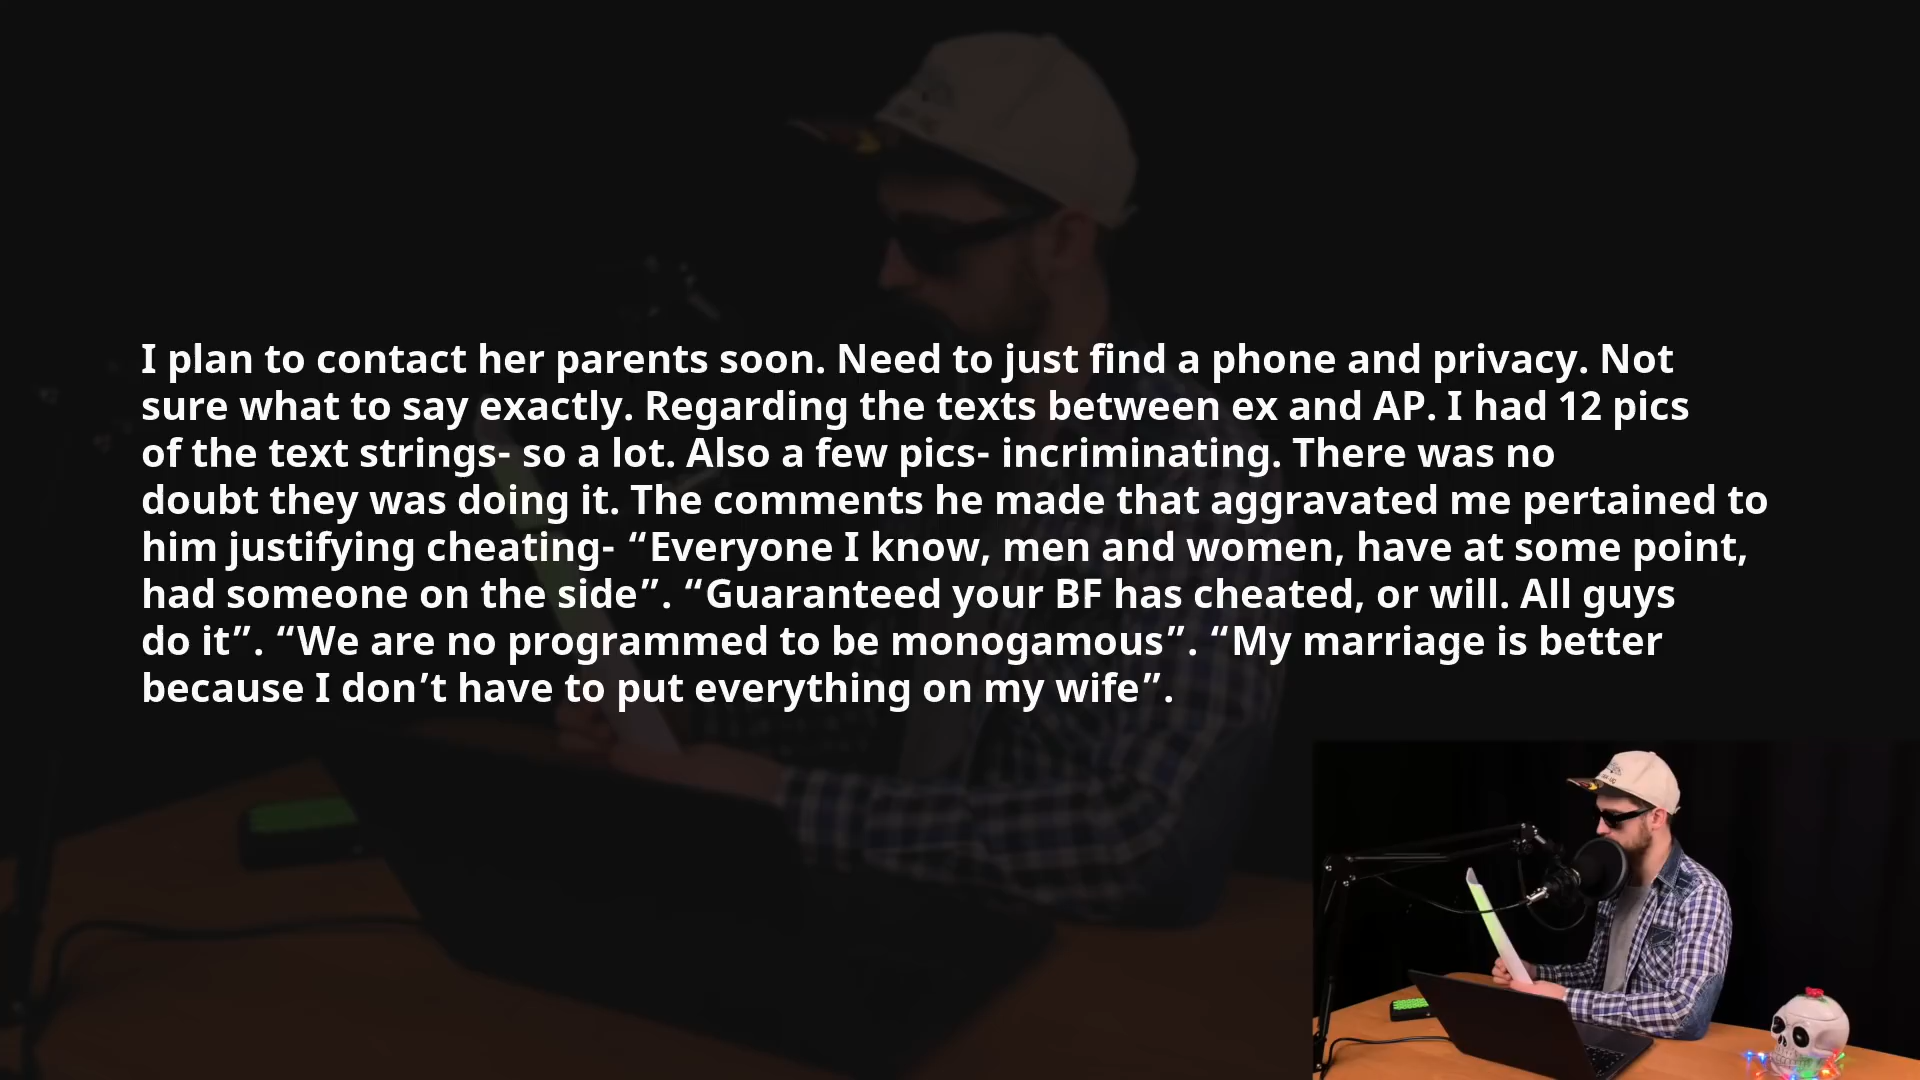 I plan to contact her parents soon. Need to just find a phone and privacy. Not
sure what to say exactly. Regarding the texts between ex and AP. I had 12 pics
of the text strings- so a lot. Also a few pics- incriminating. There was no
doubt they was doing it. The comments he made that aggravated me pertained to
him justifying cheating- “Everyone I know, men and women, have at some point,
had someone on the side”. “Guaranteed your BF has cheated, or will. All guys
do it”. “We are no programmed to be monogamous”. “My marriage is better
because I don’t have to put everything on my wife”.